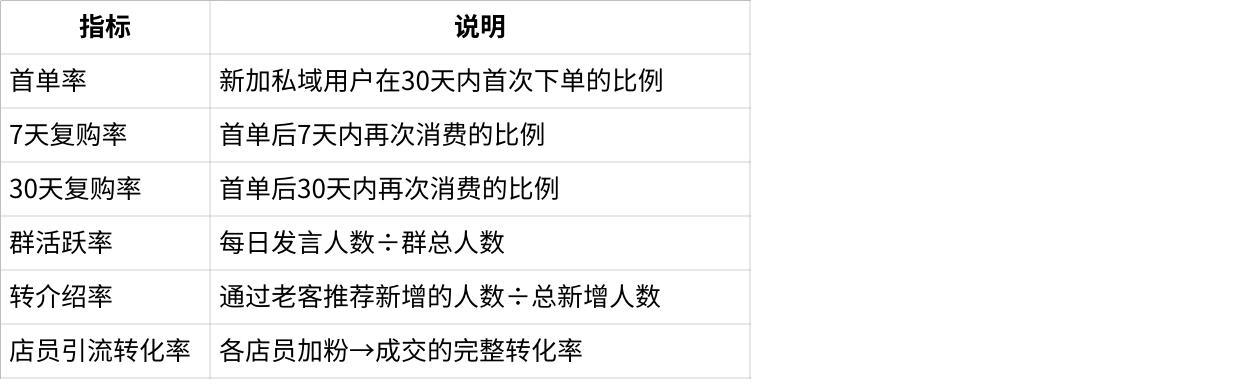 指标 说明
首单率 新加私域用户在30天内首次下单的比例
7天复购率 首单后7天内再次消费的比例
30天复购率 首单后30天内再次消费的比例
群活跃率 每日发言人数÷群总人数
转介绍率 通过老客推荐新增的人数÷总新增人数
店员引流转化率 各店员加粉→成交的完整转化率